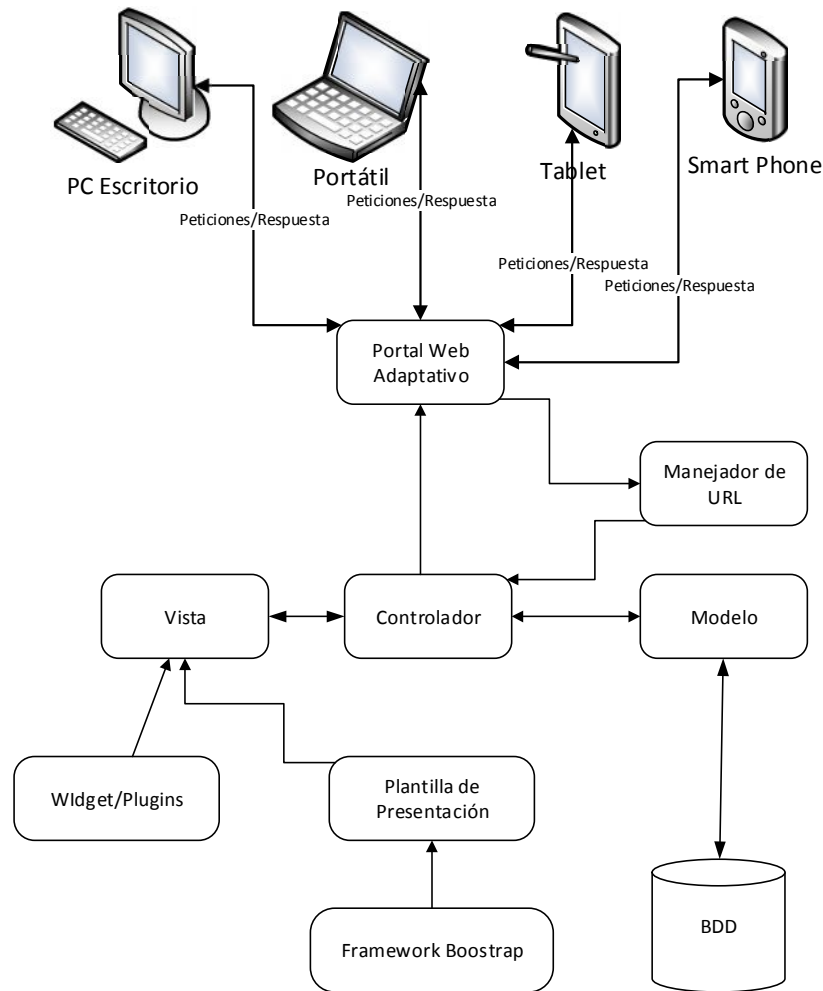 PC Escritorio
Portátil
Tablet
Smart Phone
Peticiones/Respuesta
Peticiones/Respuesta
Peticiones/Respuesta
Peticiones/Respuesta
Portal Web
Adaptativo
Manejador de
URL
Vista
Controlador
Modelo
WIdget/Plugins
Plantilla de
Presentación
Framework Boostrap
BDD